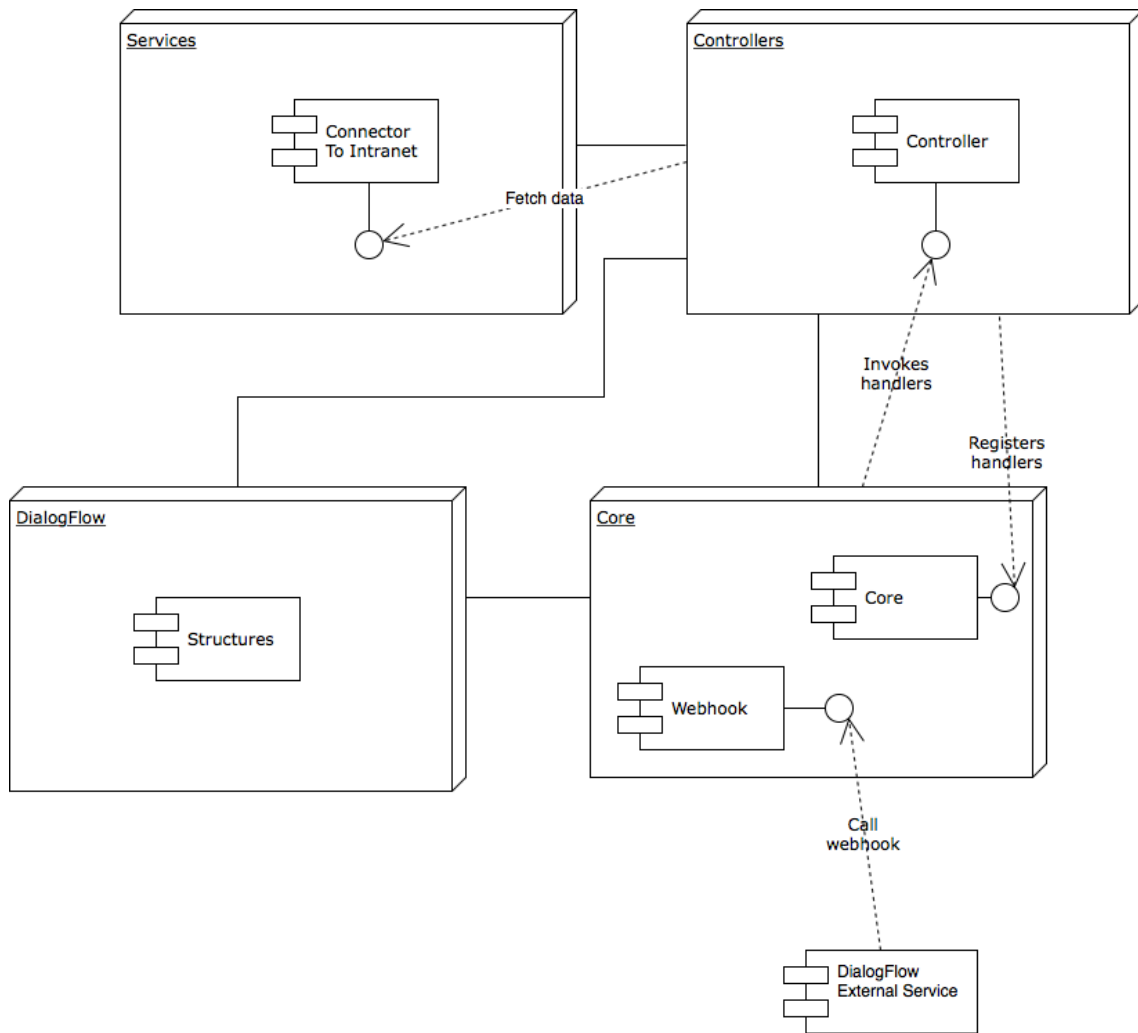 Services
Controllers
Connector
To Intranet
Controller
Fetch data
Invokes
handlers
Registers
handlers
DialogFlow
Core
Core
Structures
Webhook
Call
webhook
DialogFlow
External Service